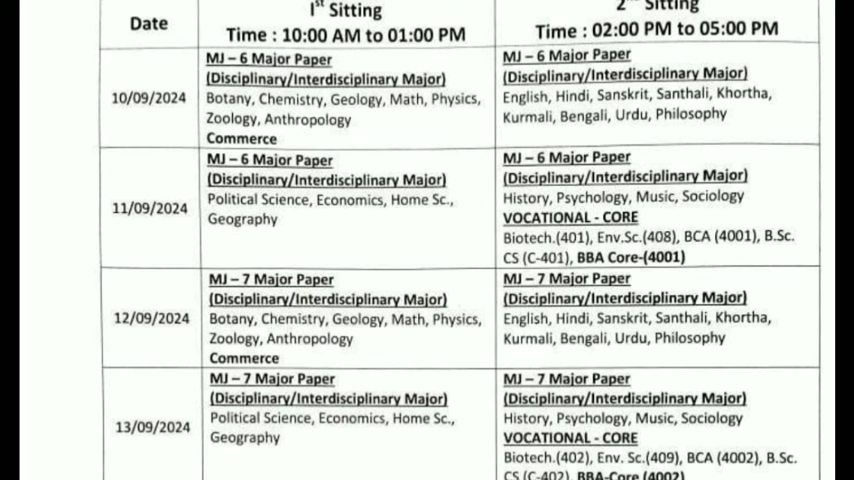 Date
Ist Sitting
Time : 10:00 AM to 01:00 PM
2nd Sitting
Time : 02:00 PM to 05:00 PM
10/09/2024
MJ – 6 Major Paper
(Disciplinary/Interdisciplinary Major)
Botany, Chemistry, Geology, Math, Physics,
Zoology, Anthropology
Commerce
MJ – 6 Major Paper
(Disciplinary/Interdisciplinary Major)
English, Hindi, Sanskrit, Santhali, Khortha,
Kurmali, Bengali, Urdu, Philosophy
11/09/2024
MJ – 6 Major Paper
(Disciplinary/Interdisciplinary Major)
Political Science, Economics, Home Sc.,
Geography
MJ – 6 Major Paper
(Disciplinary/Interdisciplinary Major)
History, Psychology, Music, Sociology
VOCATIONAL - CORE
Biotech.(401), Env.Sc.(408), BCA (4001), B.Sc.
CS (C-401), BBA Core-(4001)
12/09/2024
MJ – 7 Major Paper
(Disciplinary/Interdisciplinary Major)
Botany, Chemistry, Geology, Math, Physics,
Zoology, Anthropology
Commerce
MJ – 7 Major Paper
(Disciplinary/Interdisciplinary Major)
English, Hindi, Sanskrit, Santhali, Khortha,
Kurmali, Bengali, Urdu, Philosophy
13/09/2024
MJ – 7 Major Paper
(Disciplinary/Interdisciplinary Major)
Political Science, Economics, Home Sc.,
Geography
MJ – 7 Major Paper
(Disciplinary/Interdisciplinary Major)
History, Psychology, Music, Sociology
VOCATIONAL - CORE
Biotech.(402), Env. Sc.(409), BCA (4002), B.Sc.
CS (C-402), BBA-Core (4002)